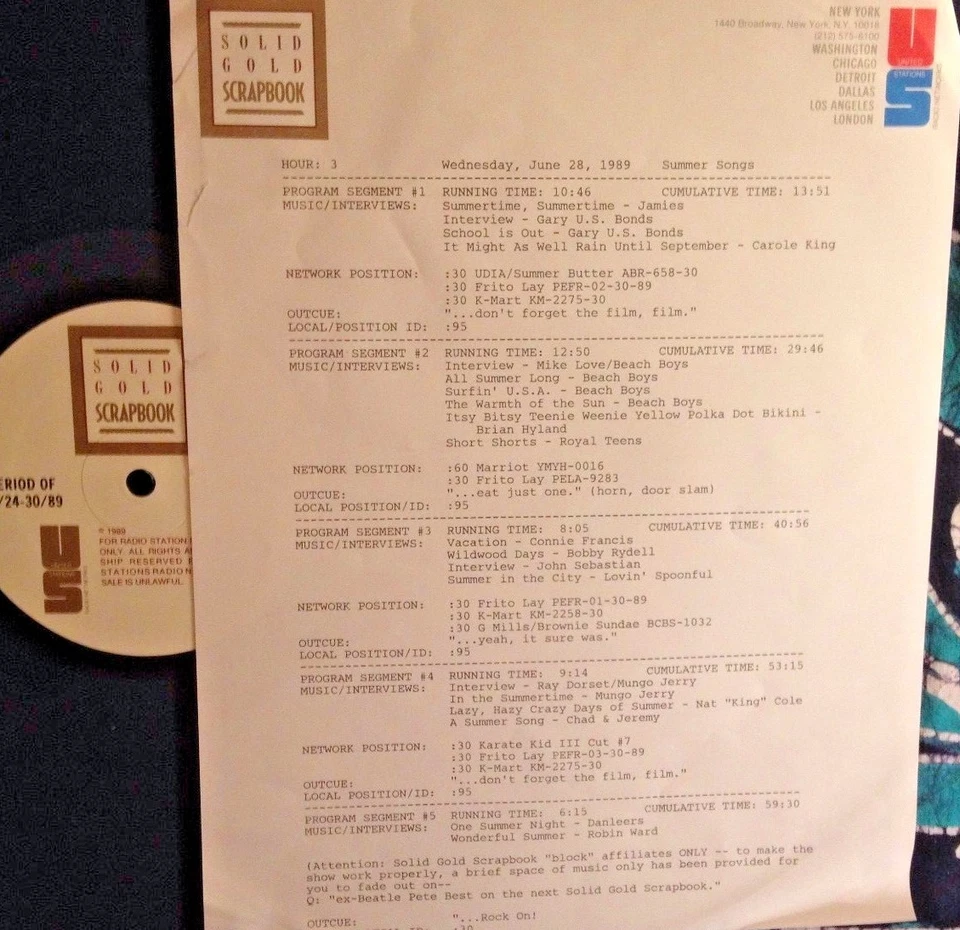 SOLID
GOLD
SCRAPBOOK
NEW YORK
1440 Broadway, New York, N.Y. 10018
(212) 575-6100
WASHINGTON
CHICAGO
DETROIT
DALLAS
LOS ANGELES
LONDON
UNITED
STATIONS
HOUR: 3 Wednesday, June 28, 1989 Summer Songs
PROGRAM SEGMENT #1 RUNNING TIME: 10:46 CUMULATIVE TIME: 13:51
MUSIC/INTERVIEWS: Summertime, Summertime - Jamies
Interview - Gary U.S. Bonds
School is Out - Gary U.S. Bonds
It Might As Well Rain Until September - Carole King
NETWORK POSITION: :30 UDIA/Summer Butter ABR-658-30
:30 Frito Lay PEFR-02-30-89
:30 K-Mart KM-2275-30
OUTCUE: "...don't forget the film, film."
LOCAL/POSITION ID: :95
PROGRAM SEGMENT #2 RUNNING TIME: 12:50 CUMULATIVE TIME: 29:46
MUSIC/INTERVIEWS: Interview - Mike Love/Beach Boys
All Summer Long - Beach Boys
Surfin' U.S.A. - Beach Boys
The Warmth of the Sun - Beach Boys
Itsy Bitsy Teenie Weenie Yellow Polka Dot Bikini -
Brian Hyland
Short Shorts - Royal Teens
NETWORK POSITION: :60 Marriot YMYH-0016
:30 Frito Lay PELA-9283
OUTCUE: "...eat just one." (horn, door slam)
LOCAL POSITION/ID: :95
PROGRAM SEGMENT #3 RUNNING TIME: 8:05 CUMULATIVE TIME: 40:56
MUSIC/INTERVIEWS: Vacation - Connie Francis
Wildwood Days - Bobby Rydell
Interview - John Sebastian
Summer in the City - Lovin' Spoonful
NETWORK POSITION: :30 Frito Lay PEFR-01-30-89
:30 K-Mart KM-2258-30
:30 G Mills/Brownie Sundae BCBS-1032
OUTCUE: "...yeah, it sure was."
LOCAL POSITION/ID: :95
PROGRAM SEGMENT #4 RUNNING TIME: 9:14 CUMULATIVE TIME: 53:15
MUSIC/INTERVIEWS: Interview - Ray Dorset/Mungo Jerry
In the Summertime - Mungo Jerry
Lazy, Hazy Crazy Days of Summer - Nat "King" Cole
A Summer Song - Chad & Jeremy
NETWORK POSITION: :30 Karate Kid III Cut #7
:30 Frito Lay PEFR-03-30-89
:30 K-Mart KM-2275-30
OUTCUE: "...don't forget the film, film."
LOCAL POSITION/ID: :95
PROGRAM SEGMENT #5 RUNNING TIME: 6:15 CUMULATIVE TIME: 59:30
MUSIC/INTERVIEWS: One Summer Night - Danleers
Wonderful Summer - Robin Ward
(Attention: Solid Gold Scrapbook "block" affiliates ONLY -- to make the
show work properly, a brief space of music only has been provided for
you to fade out on--
Q: "ex-Beatle Pete Best on the next Solid Gold Scrapbook."
OUTCUE: "...Rock On!
:30
SOLID
GOLD
SCRAPBOOK
ERIOD OF
/24-30/89
US
© 1989
FOR RADIO STATION
ONLY. ALL RIGHTS
SHIP RESERVED
STATIONS RADIO N
SALE IS UNLAWFUL.